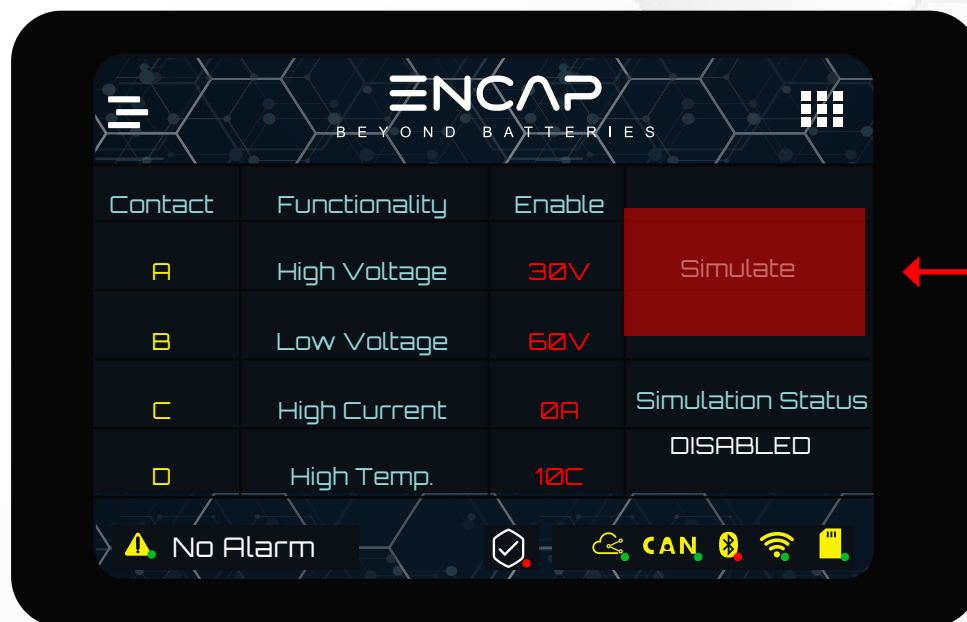 ENCAP
BEYOND BATTERIES
Contact Functionality Enable
A High Voltage 30V Simulate
B Low Voltage 60V
C High Current 0A Simulation Status
DISABLED
D High Temp. 10C
No Alarm CAN